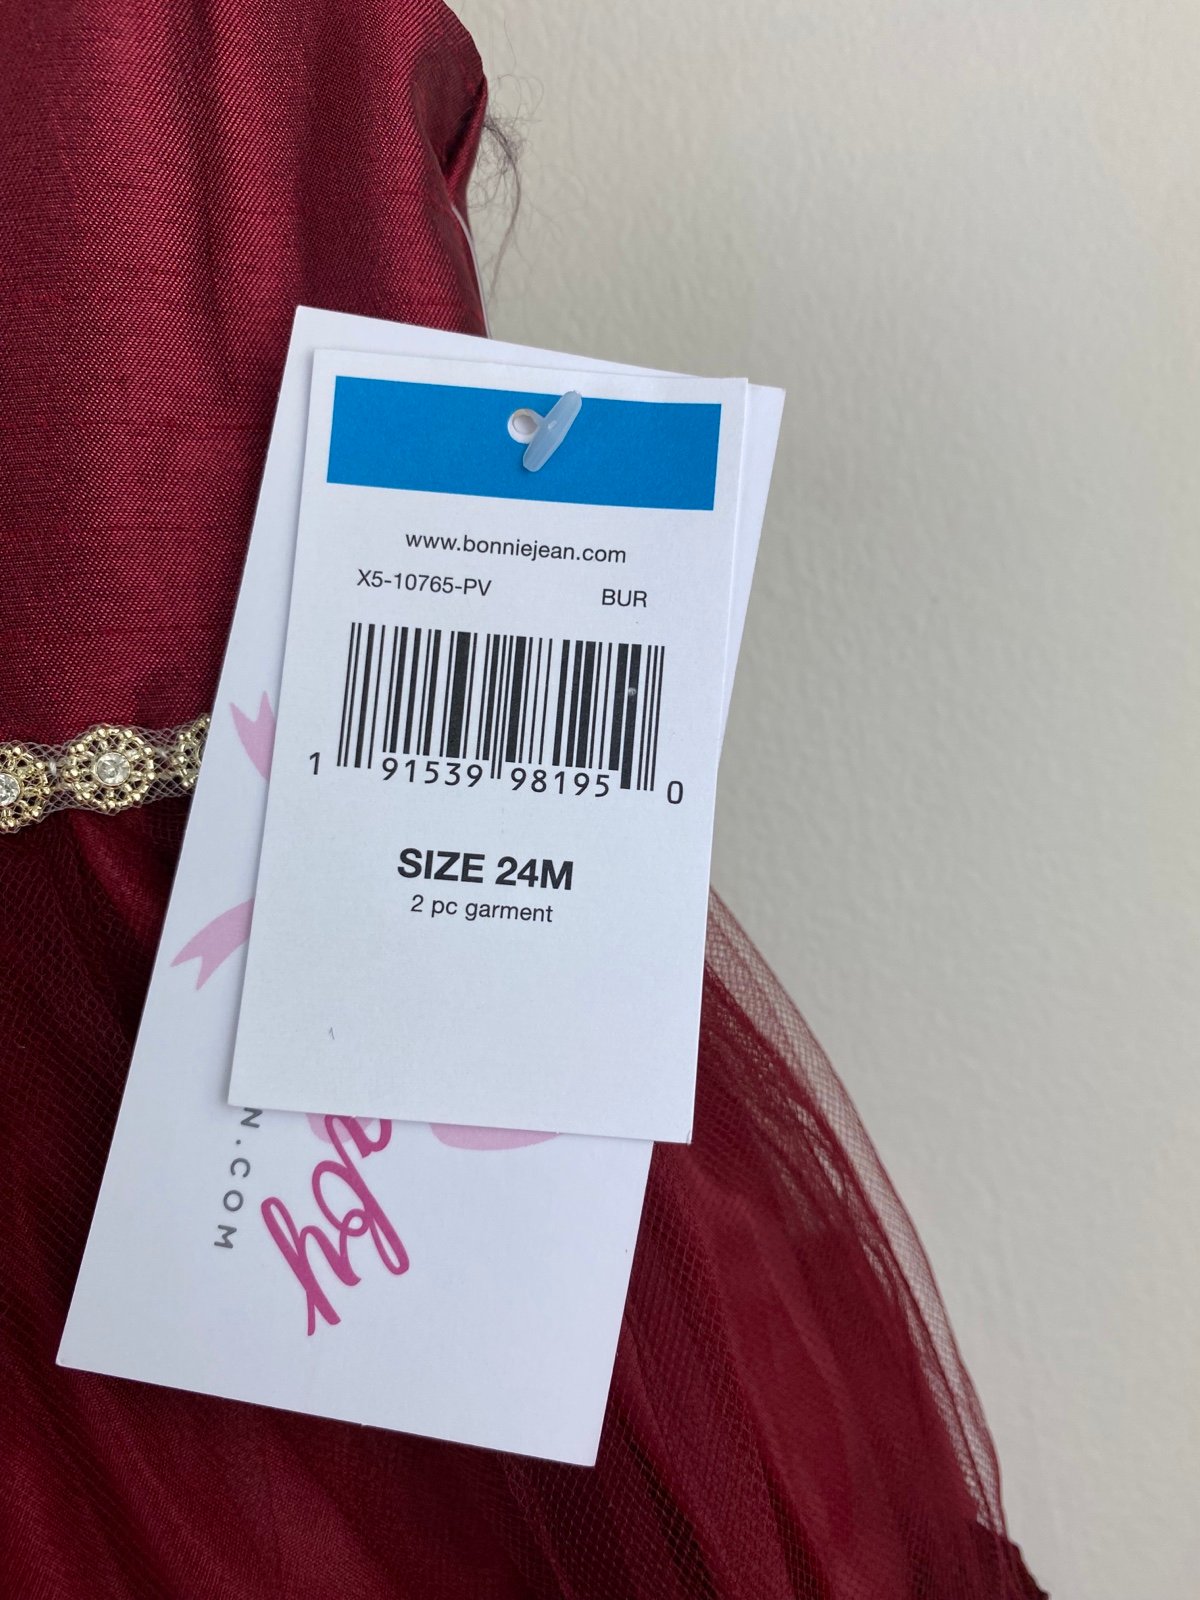 www.bonniejean.com
X5-10765-PV BUR
1 91539 98195 0
SIZE 24M
2 pc garment
N.COM